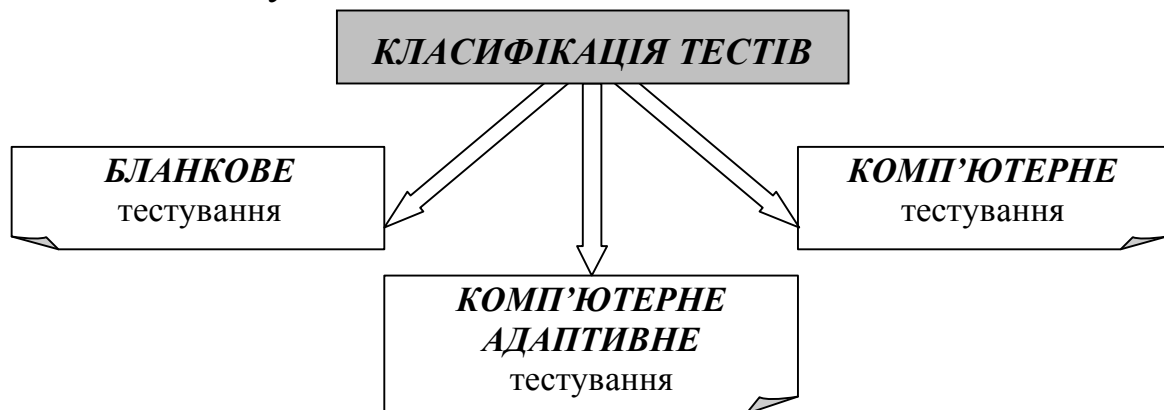 КЛАСИФІКАЦІЯ ТЕСТІВ
БЛАНКОВЕ
тестування
КОМП’ЮТЕРНЕ
АДАПТИВНЕ
тестування
КОМП’ЮТЕРНЕ
тестування